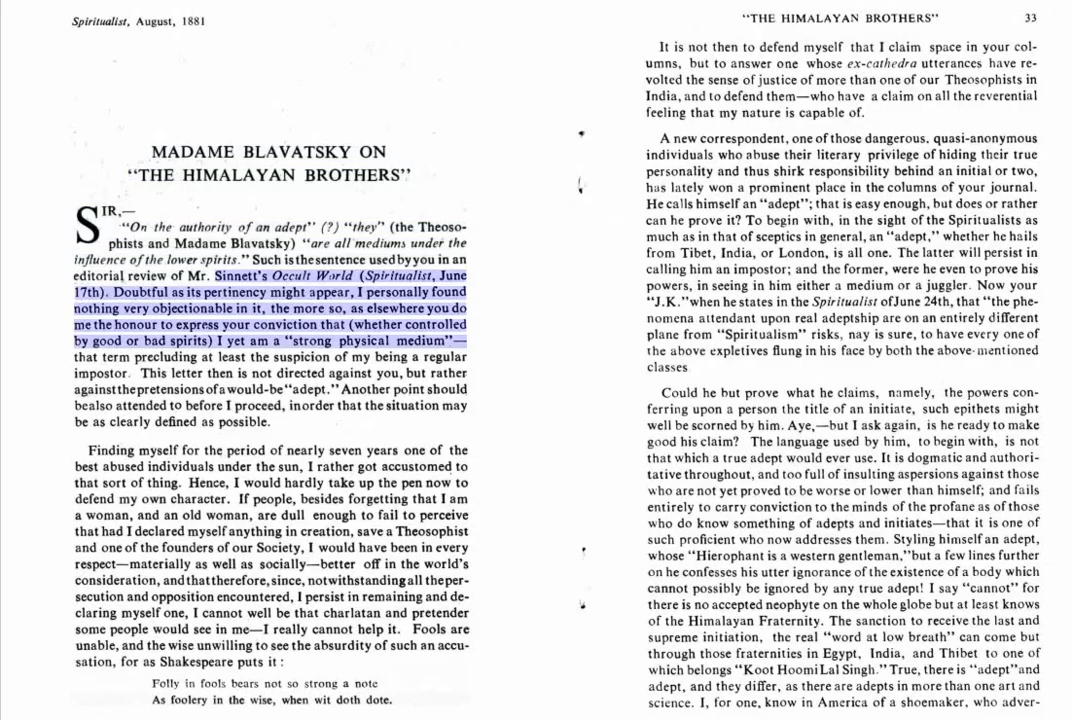 Spiritualist, August, 1881
MADAME BLAVATSKY ON
"THE HIMALAYAN BROTHERS"
SIR,—
"On the authority of an adept" (?) "they" (the Theoso-
phists and Madame Blavatsky) "are all mediums under the
influence of the lower spirits." Such is the sentence used by you in an
editorial review of Mr. Sinnett's Occult World (Spiritualist, June
17th). Doubtful as its pertinency might appear, I personally found
nothing very objectionable in it, the more so, as elsewhere you do
me the honour to express your conviction that (whether controlled
by good or bad spirits) I yet am a "strong physical medium"—
that term precluding at least the suspicion of my being a regular
impostor. This letter then is not directed against you, but rather
against the pretensions of a would-be "adept." Another point should
be also attended to before I proceed, in order that the situation may
be as clearly defined as possible.
Finding myself for the period of nearly seven years one of the
best abused individuals under the sun, I rather got accustomed to
that sort of thing. Hence, I would hardly take up the pen now to
defend my own character. If people, besides forgetting that I am
a woman, and an old woman, are dull enough to fail to perceive
that had I declared myself anything in creation, save a Theosophist
and one of the founders of our Society, I would have been in every
respect—materially as well as socially—better off in the world's
consideration, and that therefore, since, notwithstanding all the per-
secution and opposition encountered, I persist in remaining and de-
claring myself one, I cannot well be that charlatan and pretender
some people would see in me—I really cannot help it. Fools are
unable, and the wise unwilling to see the absurdity of such an accu-
sation, for as Shakespeare puts it :
Folly in fools bears not so strong a note
As foolery in the wise, when wit doth dote.
"THE HIMALAYAN BROTHERS" 33
It is not then to defend myself that I claim space in your col-
umns, but to answer one whose ex-cathedra utterances have re-
volted the sense of justice of more than one of our Theosophists in
India, and to defend them—who have a claim on all the reverential
feeling that my nature is capable of.
A new correspondent, one of those dangerous, quasi-anonymous
individuals who abuse their literary privilege of hiding their true
personality and thus shirk responsibility behind an initial or two,
has lately won a prominent place in the columns of your journal.
He calls himself an "adept"; that is easy enough, but does or rather
can he prove it? To begin with, in the sight of the Spiritualists as
much as in that of sceptics in general, an "adept," whether he hails
from Tibet, India, or London, is all one. The latter will persist in
calling him an impostor; and the former, were he even to prove his
powers, in seeing in him either a medium or a juggler. Now your
"J.K." when he states in the Spiritualist of June 24th, that "the phe-
nomena attendant upon real adeptship are on an entirely different
plane from "Spiritualism" risks, nay is sure, to have every one of
the above expletives flung in his face by both the above-mentioned
classes
Could he but prove what he claims, namely, the powers con-
ferring upon a person the title of an initiate, such epithets might
well be scorned by him. Aye,—but I ask again, is he ready to make
good his claim? The language used by him, to begin with, is not
that which a true adept would ever use. It is dogmatic and authori-
tative throughout, and too full of insulting aspersions against those
who are not yet proved to be worse or lower than himself; and fails
entirely to carry conviction to the minds of the profane as of those
who do know something of adepts and initiates—that it is one of
such proficient who now addresses them. Styling himself an adept,
whose "Hierophant is a western gentleman," but a few lines further
on he confesses his utter ignorance of the existence of a body which
cannot possibly be ignored by any true adept! I say "cannot" for
there is no accepted neophyte on the whole globe but at least knows
of the Himalayan Fraternity. The sanction to receive the last and
supreme initiation, the real "word at low breath" can come but
through those fraternities in Egypt, India, and Thibet to one of
which belongs "Koot Hoomi Lal Singh." True, there is "adept" and
adept, and they differ, as there are adepts in more than one art and
science. I, for one, know in America of a shoemaker, who adver-